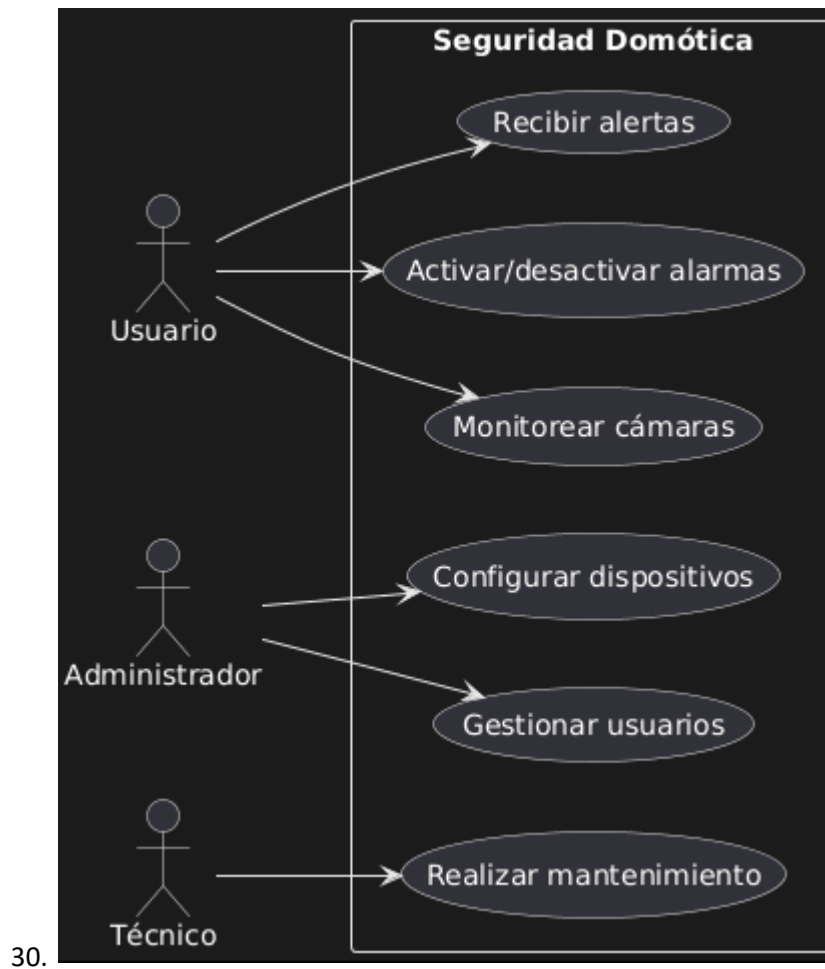 Seguridad Domótica
Recibir alertas
Activar/desactivar alarmas
Usuario
Monitorear cámaras
Configurar dispositivos
Administrador
Gestionar usuarios
Realizar mantenimiento
Técnico
30.